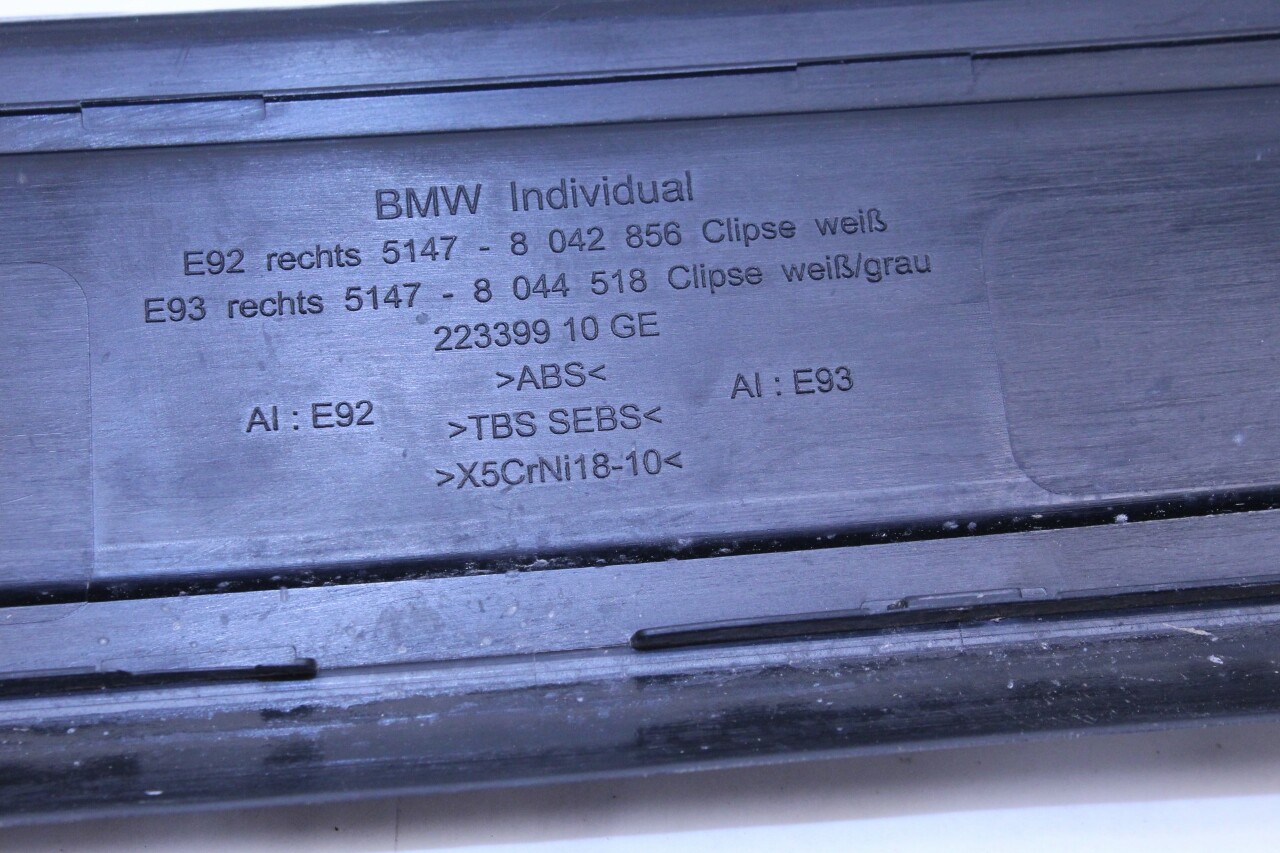 BMW Individual
E92 rechts 5147 - 8 042 856 Clipse weiß
E93 rechts 5147 - 8 044 518 Clipse weiß/grau
223399 10 GE
>ABS<
AI : E92 >TBS SEBS< AI : E93
>X5CrNi18-10<